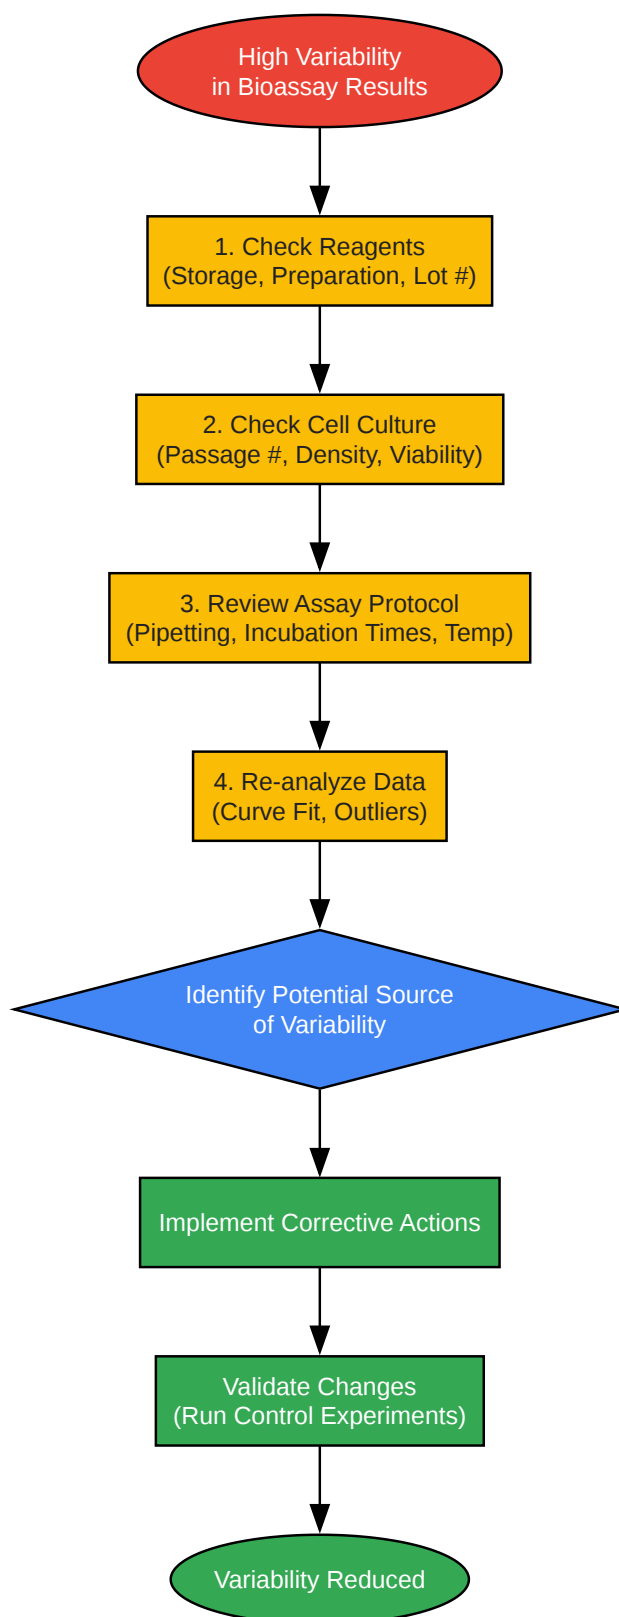 High Variability
in Bioassay Results
1. Check Reagents
(Storage, Preparation, Lot #)
2. Check Cell Culture
(Passage #, Density, Viability)
3. Review Assay Protocol
(Pipetting, Incubation Times, Temp)
4. Re-analyze Data
(Curve Fit, Outliers)
Identify Potential Source
of Variability
Implement Corrective Actions
Validate Changes
(Run Control Experiments)
Variability Reduced